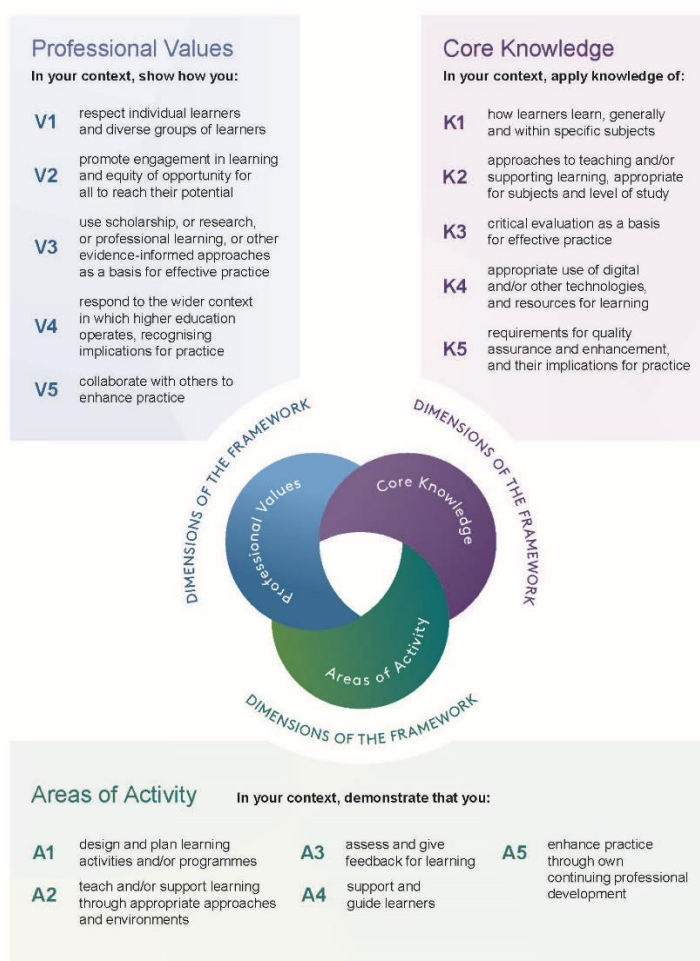 Professional Values
In your context, show how you:
V1 respect individual learners
and diverse groups of learners
V2 promote engagement in learning
and equity of opportunity for
all to reach their potential
V3 use scholarship, or research,
or professional learning, or other
evidence-informed approaches
as a basis for effective practice
V4 respond to the wider context
in which higher education
operates, recognising
implications for practice
V5 collaborate with others to
enhance practice
Core Knowledge
In your context, apply knowledge of:
K1 how learners learn, generally
and within specific subjects
K2 approaches to teaching and/or
supporting learning, appropriate
for subjects and level of study
K3 critical evaluation as a basis
for effective practice
K4 appropriate use of digital
and/or other technologies,
and resources for learning
K5 requirements for quality
assurance and enhancement,
and their implications for practice
DIMENSIONS OF THE FRAMEWORK
DIMENSIONS OF THE FRAMEWORK
Professional Values
Core Knowledge
Areas of Activity
DIMENSIONS OF THE FRAMEWORK
Areas of Activity
In your context, demonstrate that you:
A1 design and plan learning
activities and/or programmes
A2 teach and/or support learning
through appropriate approaches
and environments
A3 assess and give
feedback for learning
A4 support and
guide learners
A5 enhance practice
through own
continuing professional
development